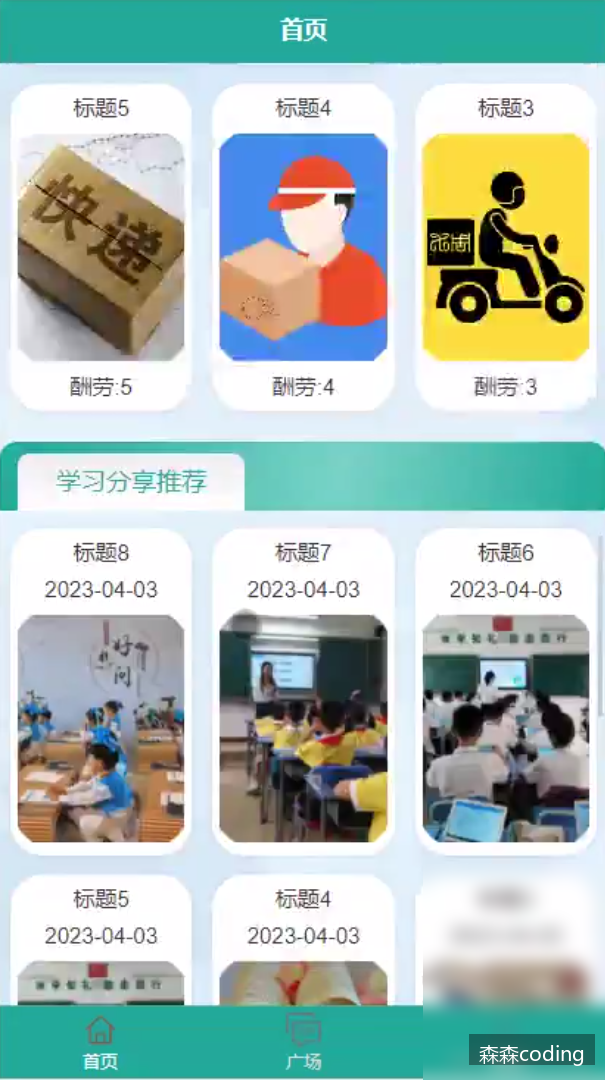 首页
标题5 标题4 标题3
快递
酬劳:5 酬劳:4 酬劳:3
学习分享推荐
标题8 标题7 标题6
2023-04-03 2023-04-03 2023-04-03
好问
标题5 标题4
2023-04-03 2023-04-03
首页 广场
森森coding